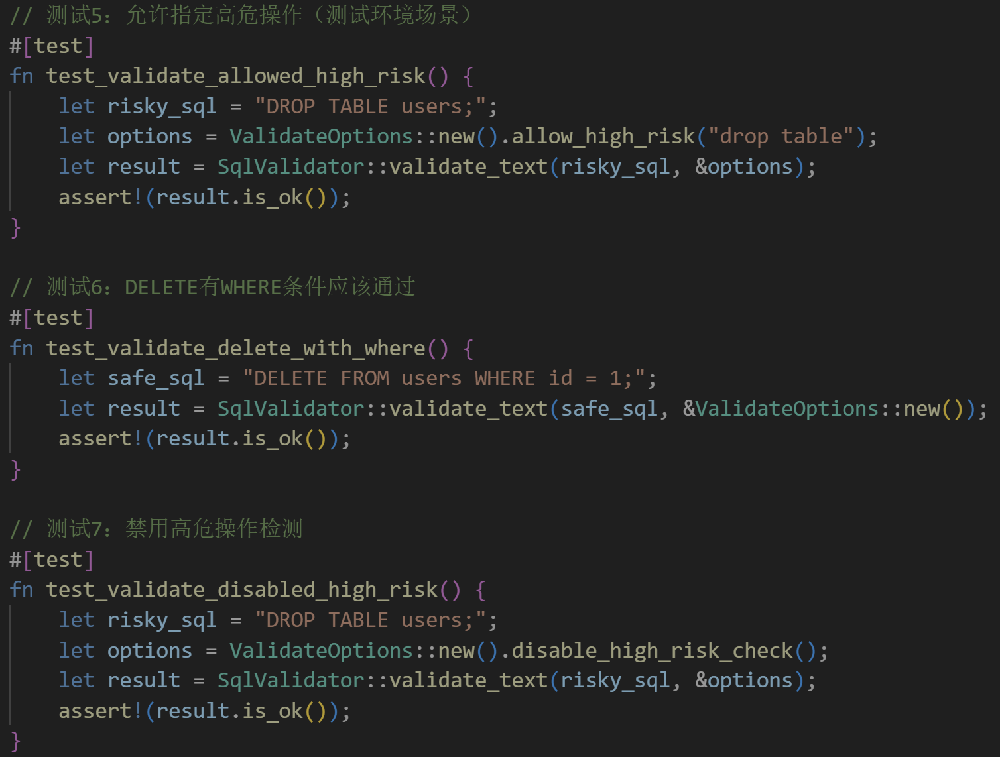 // 测试5：允许指定高危操作（测试环境场景）
#[test]
fn test_validate_allowed_high_risk() {
    let risky_sql = "DROP TABLE users;";
    let options = ValidateOptions::new().allow_high_risk("drop table");
    let result = SqlValidator::validate_text(risky_sql, &options);
    assert!(result.is_ok());
}

// 测试6：DELETE有WHERE条件应该通过
#[test]
fn test_validate_delete_with_where() {
    let safe_sql = "DELETE FROM users WHERE id = 1;";
    let result = SqlValidator::validate_text(safe_sql, &ValidateOptions::new());
    assert!(result.is_ok());
}

// 测试7：禁用高危操作检测
#[test]
fn test_validate_disabled_high_risk() {
    let risky_sql = "DROP TABLE users;";
    let options = ValidateOptions::new().disable_high_risk_check();
    let result = SqlValidator::validate_text(risky_sql, &options);
    assert!(result.is_ok());
}